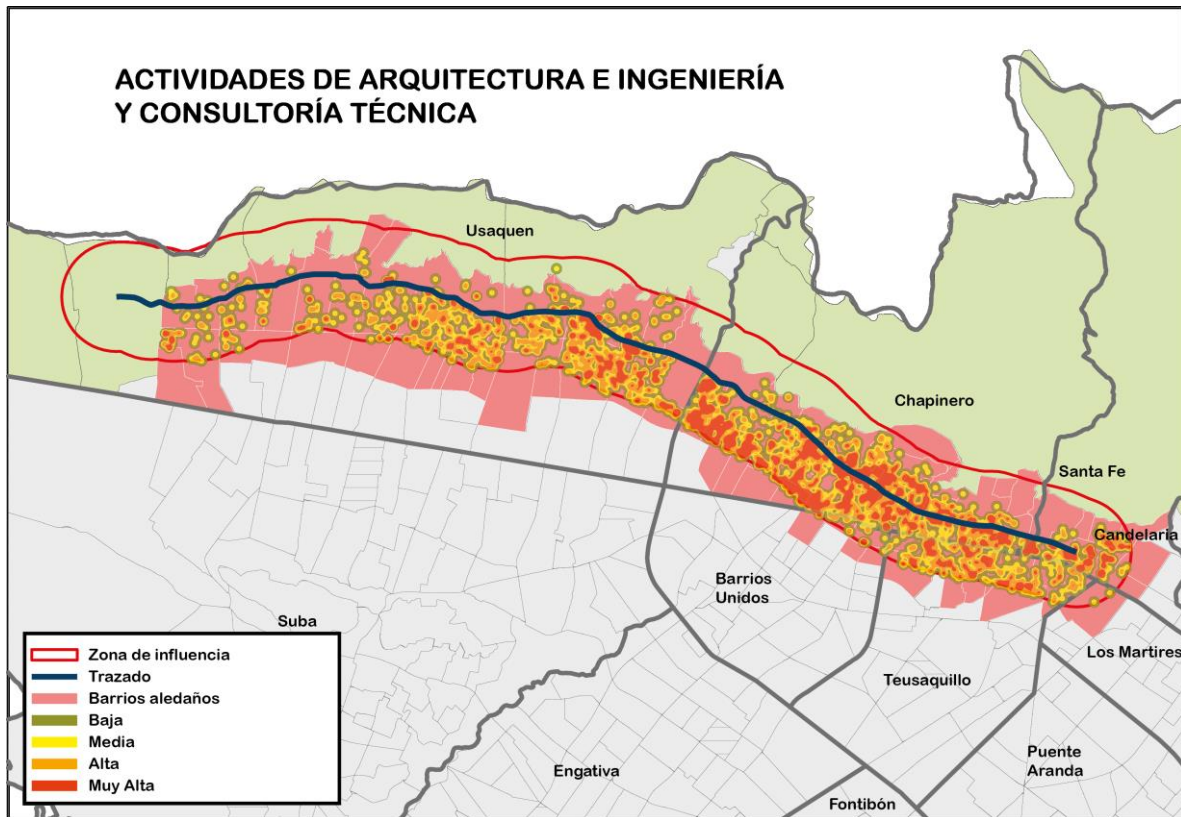 ACTIVIDADES DE ARQUITECTURA E INGENIERÍA
Y CONSULTORÍA TÉCNICA
Usaquen
Chapinero
Santa Fe
Candelaria
Barrios
Unidos
Suba
Los Martires
Teusaquillo
Puente
Aranda
Engativa
Fontibón
Zona de influencia
Trazado
Barrios aledaños
Baja
Media
Alta
Muy Alta